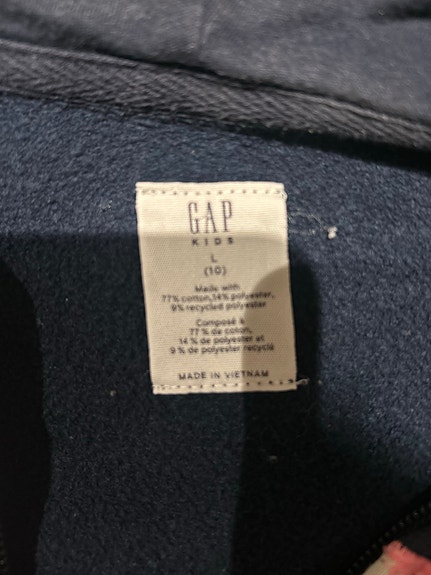 GAP
KIDS
L
(10)
Made with
77% cotton, 14% polyester,
9% recycled polyester
Composé à
77 % de coton,
14 % de polyester et
9 % de polyester recyclé
MADE IN VIETNAM